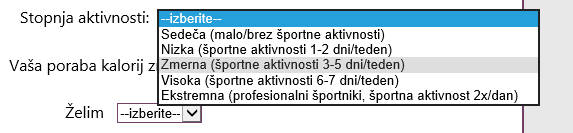 Stopnja aktivnosti: --izberite--
Sedeča (malo/brez športne aktivnosti)
Nizka (športne aktivnosti 1-2 dni/teden)
Vaša poraba kalorij z Zmerna (športne aktivnosti 3-5 dni/teden)
Visoka (športne aktivnosti 6-7 dni/teden)
Ekstremna (profesionalni športniki, športna aktivnost 2x/dan)
Želim --izberite--